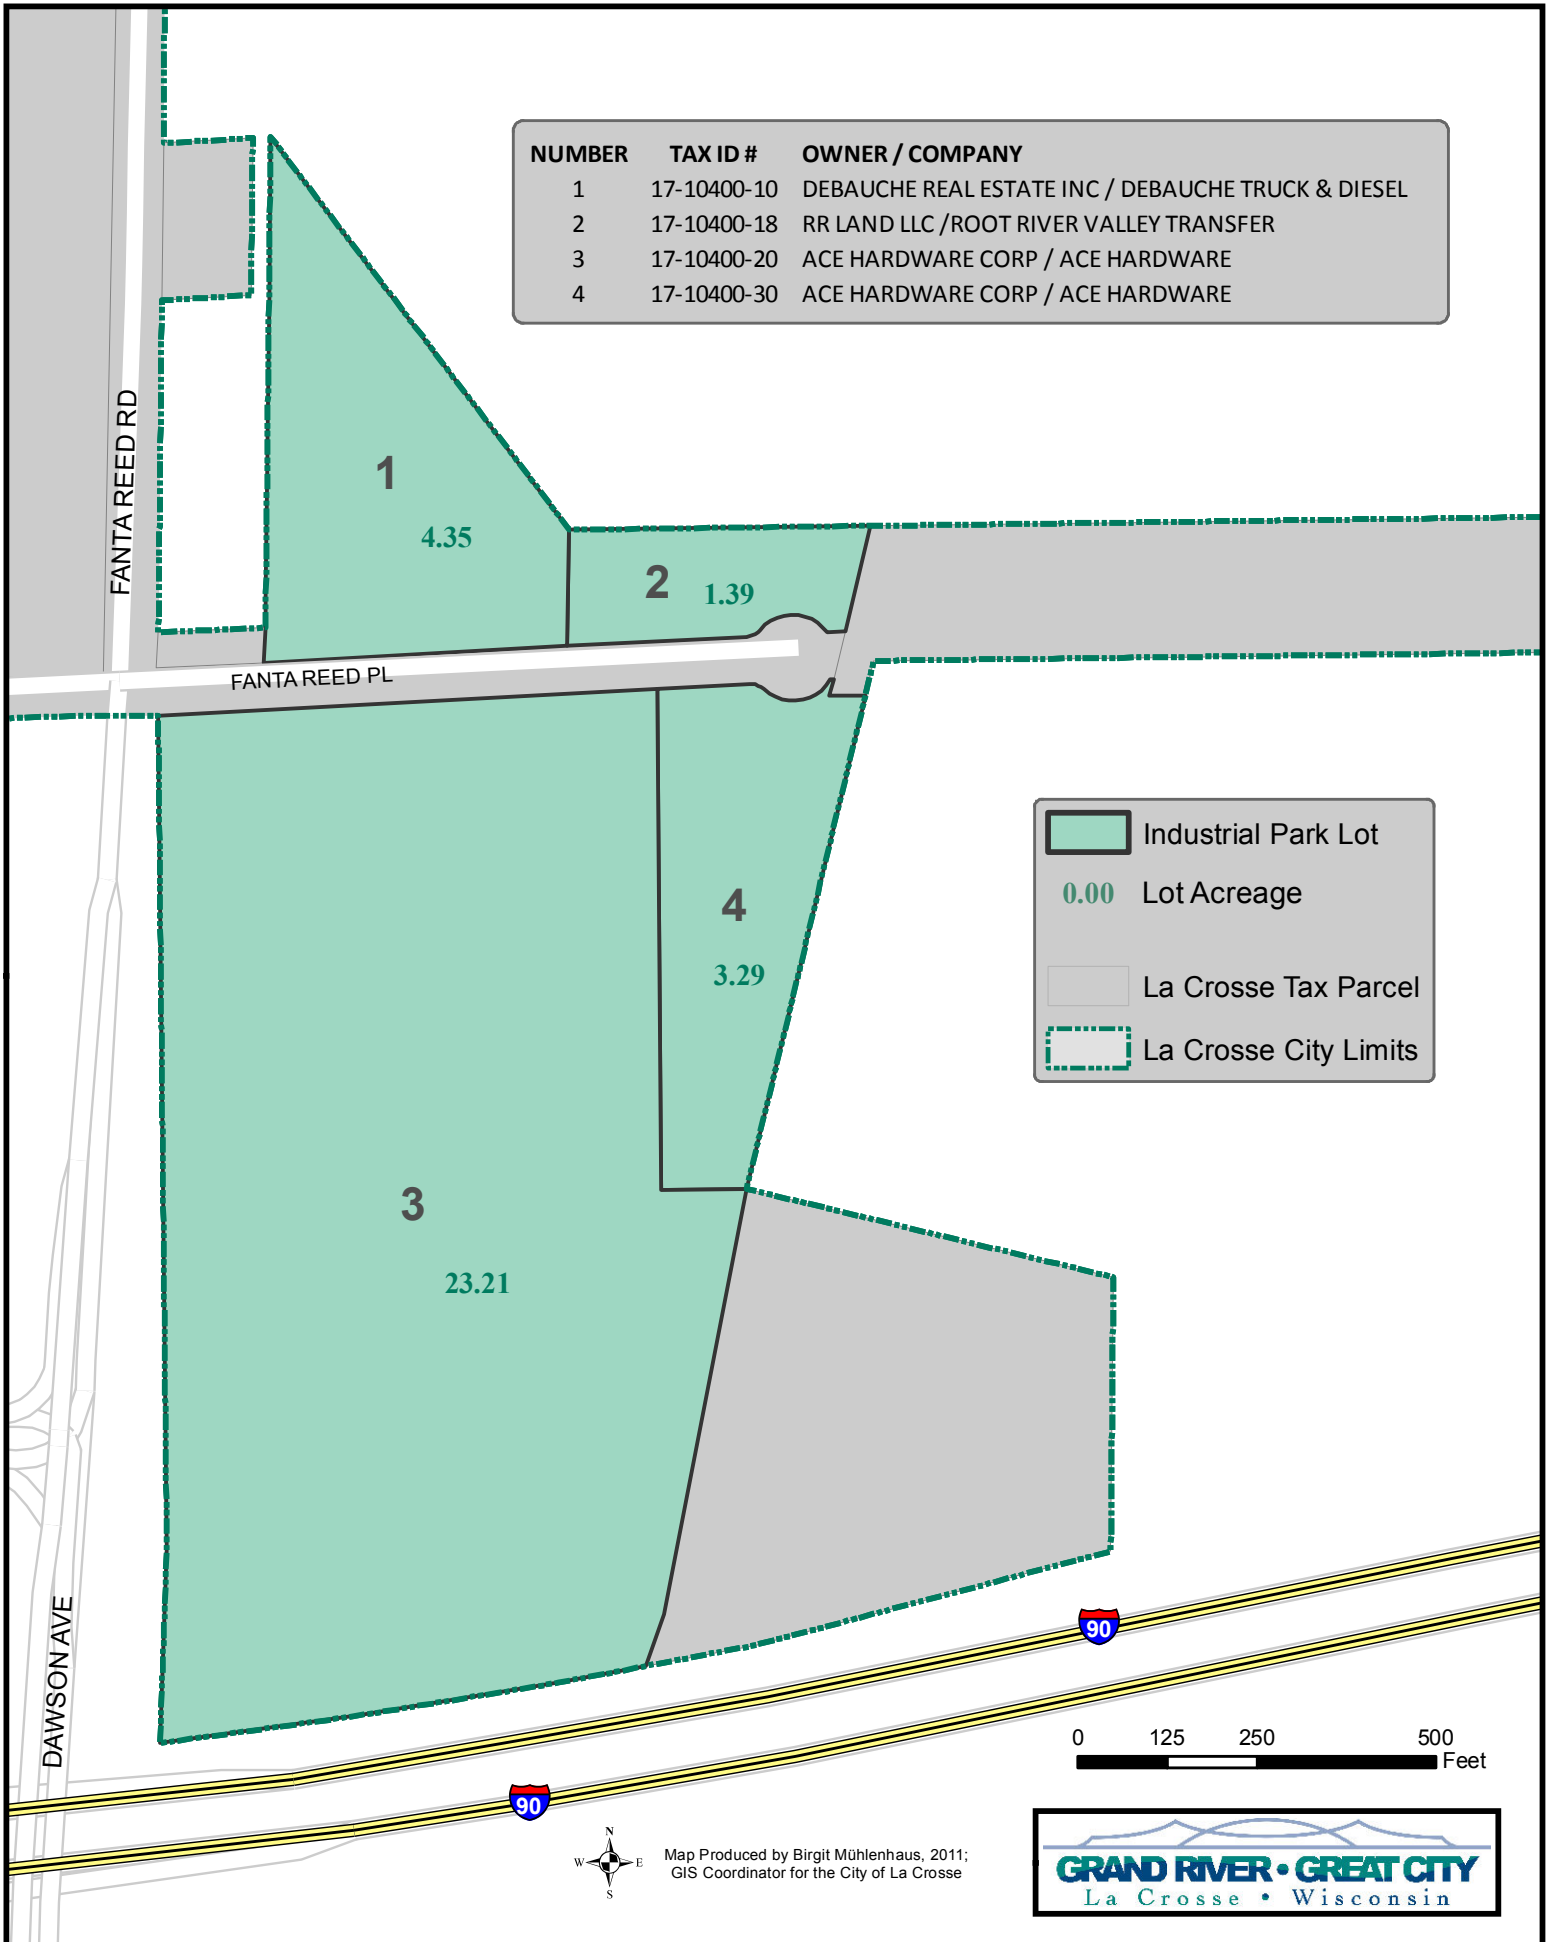 NUMBER TAX ID # OWNER / COMPANY
1 17-10400-10 DEBAUCHE REAL ESTATE INC / DEBAUCHE TRUCK & DIESEL
2 17-10400-18 RR LAND LLC /ROOT RIVER VALLEY TRANSFER
3 17-10400-20 ACE HARDWARE CORP / ACE HARDWARE
4 17-10400-30 ACE HARDWARE CORP / ACE HARDWARE
FANTA REED RD
1
4.35
2 1.39
FANTA REED PL
Industrial Park Lot
0.00 Lot Acreage
La Crosse Tax Parcel
La Crosse City Limits
4
3.29
3
23.21
DAWSON AVE
90
90
0 125 250 500
Feet
N
W E
S
Map Produced by Birgit Mühlenhaus, 2011;
GIS Coordinator for the City of La Crosse
GRAND RIVER • GREAT CITY
La Crosse • Wisconsin